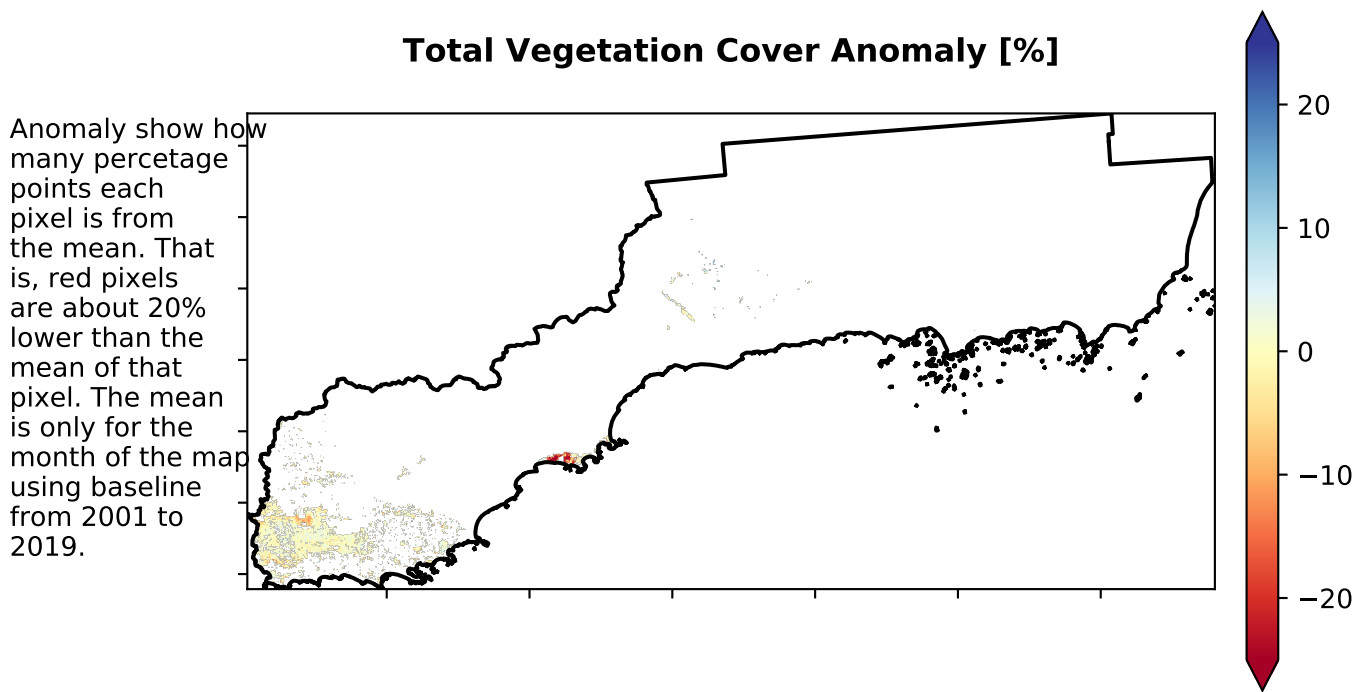 Total Vegetation Cover Anomaly [%]
Anomaly show how
many percetage
points each
pixel is from
the mean. That
is, red pixels
are about 20%
lower than the
mean of that
pixel. The mean
is only for the
month of the map
using baseline
from 2001 to
2019.
20
10
0
−10
−20